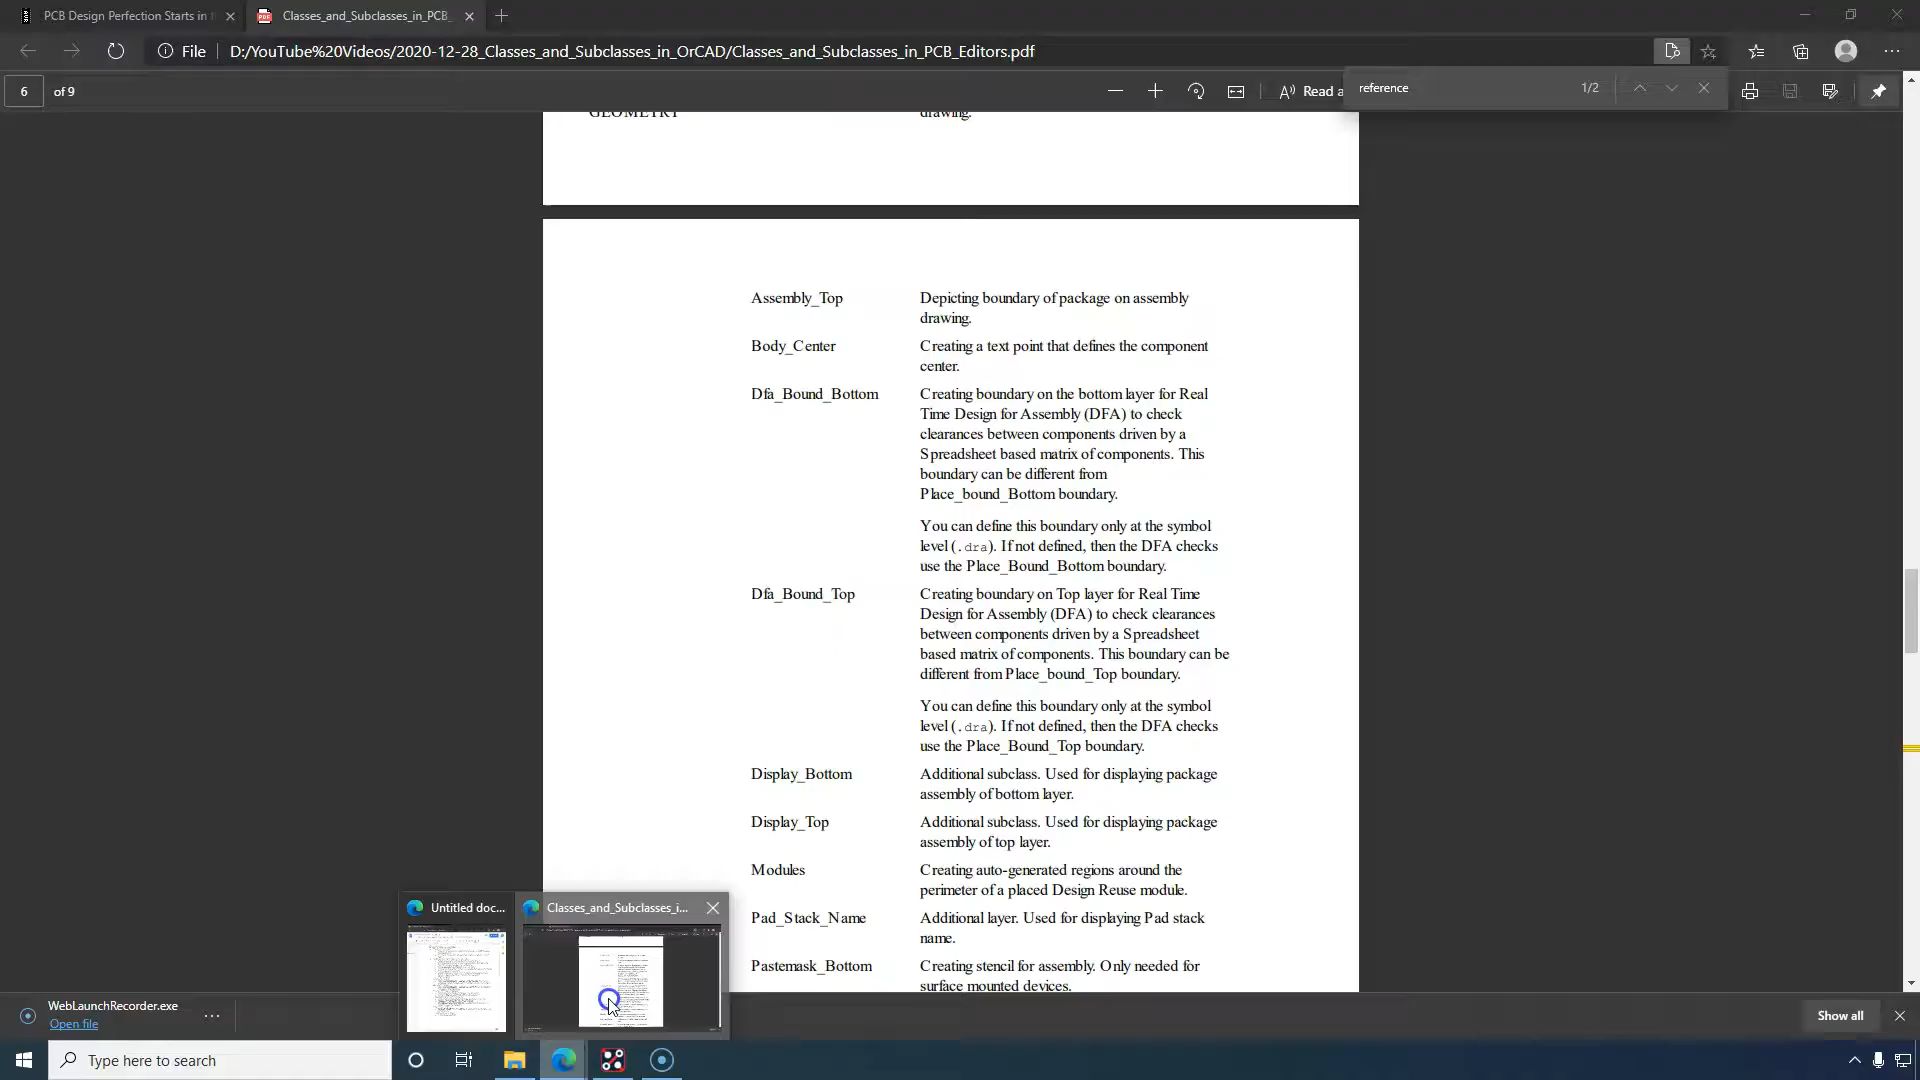 PCB Design Perfection Starts in
Classes_and_Subclasses_in_PCB_
File
D:/YouTube%20Videos/2020-12-28_Classes_and_Subclasses_in_OrCAD/Classes_and_Subclasses_in_PCB_Editors.pdf
6 of 9
Read a
reference
1/2
GEOMETRY drawing.
Assembly_Top Depicting boundary of package on assembly
drawing.
Body_Center Creating a text point that defines the component
center.
Dfa_Bound_Bottom Creating boundary on the bottom layer for Real
Time Design for Assembly (DFA) to check
clearances between components driven by a
Spreadsheet based matrix of components. This
boundary can be different from
Place_bound_Bottom boundary.
You can define this boundary only at the symbol
level (.dra). If not defined, then the DFA checks
use the Place_Bound_Bottom boundary.
Dfa_Bound_Top Creating boundary on Top layer for Real Time
Design for Assembly (DFA) to check clearances
between components driven by a Spreadsheet
based matrix of components. This boundary can be
different from Place_bound_Top boundary.
You can define this boundary only at the symbol
level (.dra). If not defined, then the DFA checks
use the Place_Bound_Top boundary.
Display_Bottom Additional subclass. Used for displaying package
assembly of bottom layer.
Display_Top Additional subclass. Used for displaying package
assembly of top layer.
Modules Creating auto-generated regions around the
perimeter of a placed Design Reuse module.
Pad_Stack_Name Additional layer. Used for displaying Pad stack
name.
Pastemask_Bottom Creating stencil for assembly. Only needed for
surface mounted devices.
Untitled doc...
Classes_and_Subclasses_i...
WebLaunchRecorder.exe
Open file
Show all
Type here to search